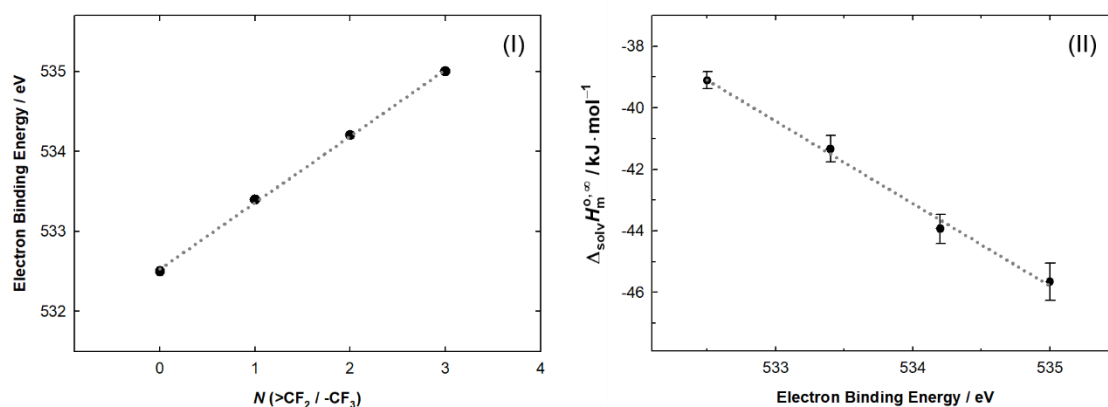 (I)
Electron Binding Energy / eV
535
534
533
532
0 1 2 3 4
N (>CF₂ / -CF₃)
(II)
ΔsolvHₘᵒ,∞ / kJ·mol⁻¹
-38
-40
-42
-44
-46
533 534 535
Electron Binding Energy / eV